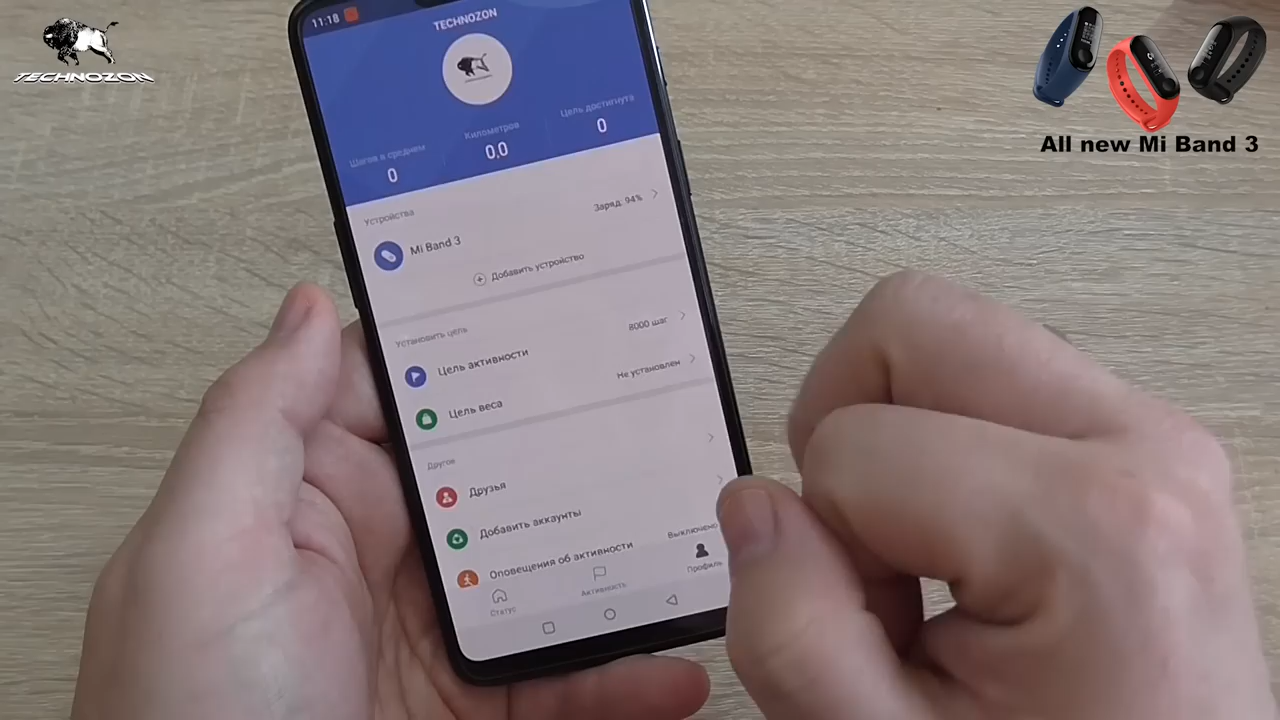 TECHNOZON
All new Mi Band 3
11:18
TECHNOZON
Шагов в среднем
0
Километров
0,0
Цель достигнута
0
Устройства
Mi Band 3
Заряд: 94%
Добавить устройство
Установить цель
Цель активности
8000 шаг
Цель веса
Не установлен
Другое
Друзья
Добавить аккаунты
Оповещения об активности
Выключено
Статус
Активность
Профиль